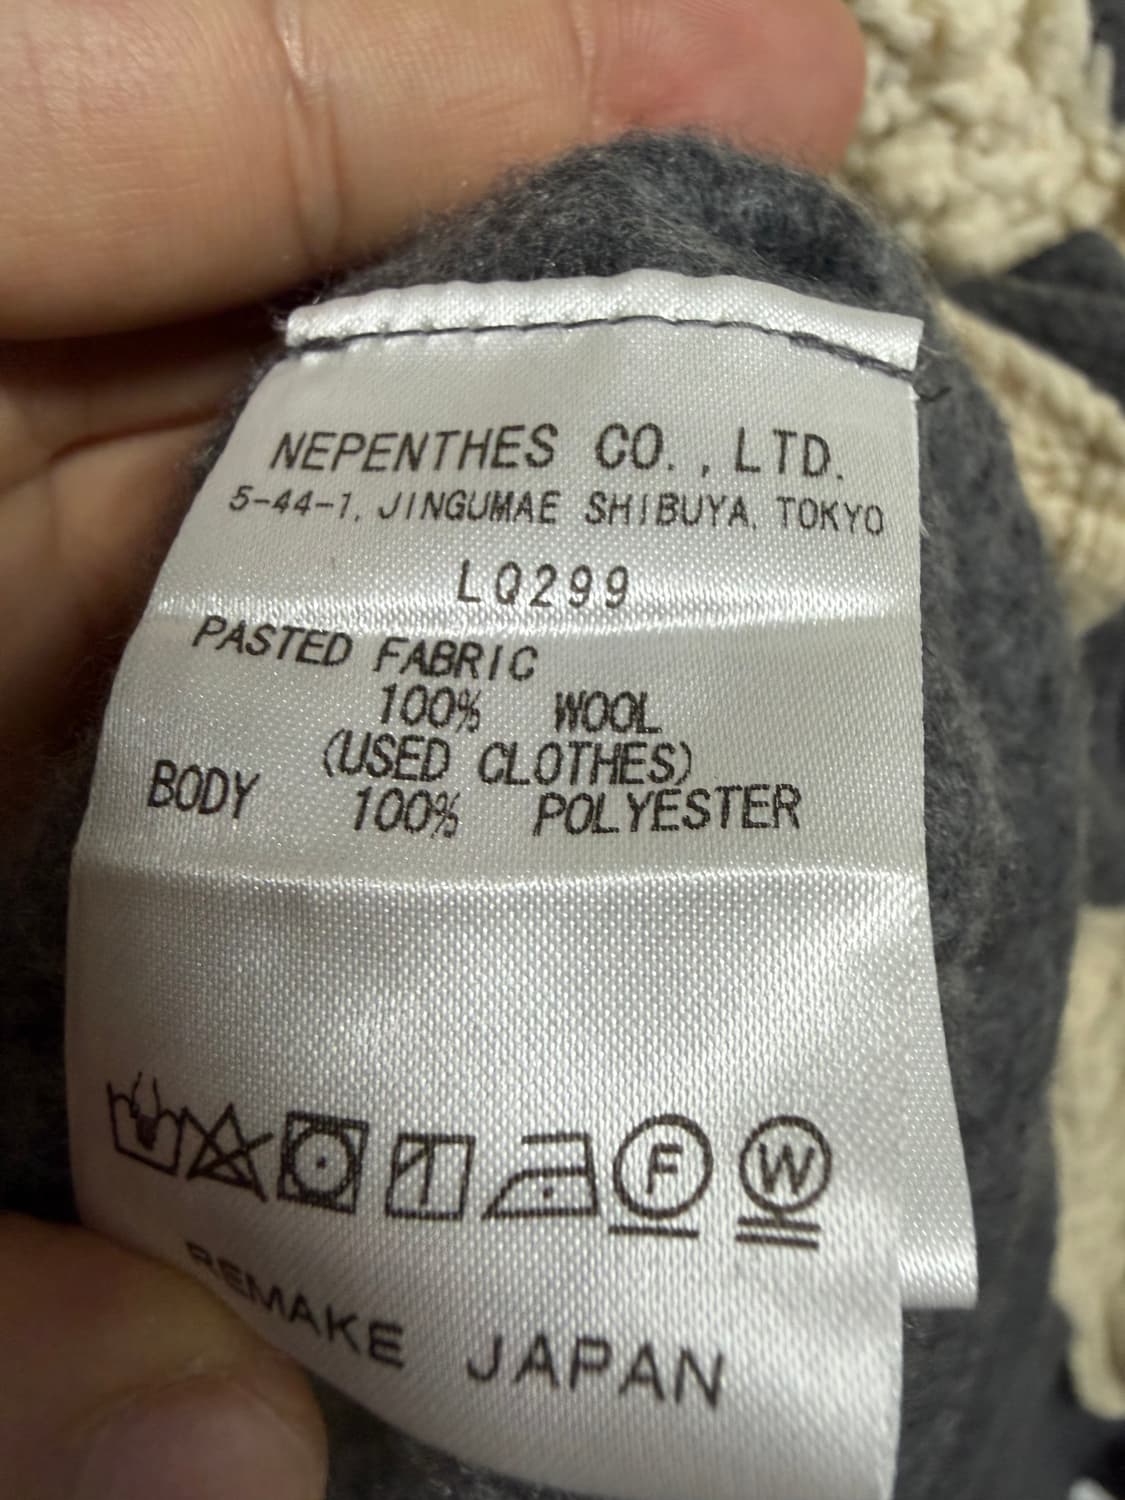 NEPENTHES CO., LTD.
5-44-1, JINGUMAE SHIBUYA, TOKYO
LQ299
PASTED FABRIC
100% WOOL
(USED CLOTHES)
BODY 100% POLYESTER
F W
REMAKE JAPAN